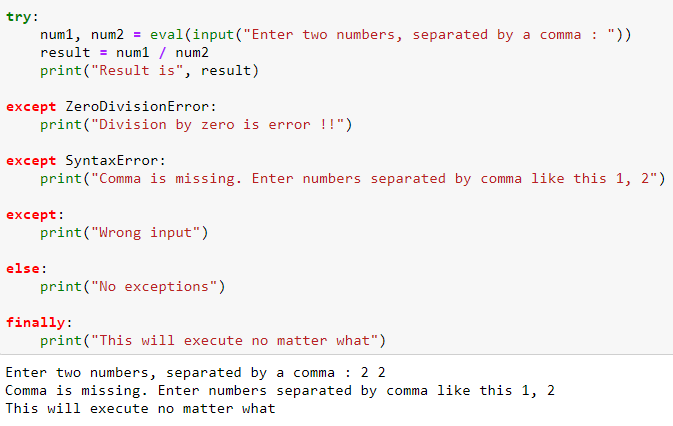 try:
    num1, num2 = eval(input("Enter two numbers, separated by a comma : "))
    result = num1 / num2
    print("Result is", result)

except ZeroDivisionError:
    print("Division by zero is error !!")

except SyntaxError:
    print("Comma is missing. Enter numbers separated by comma like this 1, 2")

except:
    print("Wrong input")

else:
    print("No exceptions")

finally:
    print("This will execute no matter what")
Enter two numbers, separated by a comma : 2 2
Comma is missing. Enter numbers separated by comma like this 1, 2
This will execute no matter what